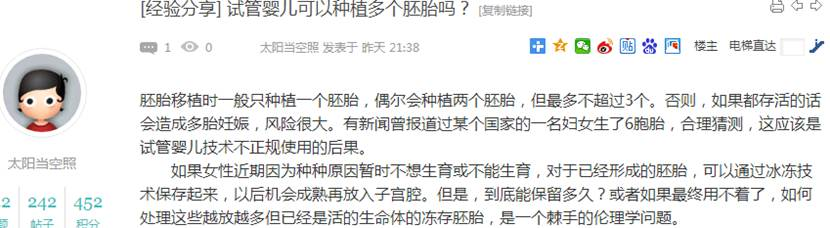 [经验分享] 试管婴儿可以种植多个胚胎吗？ [复制链接]
1 0 太阳当空照 发表于 昨天 21:38 楼主 电梯直达
胚胎移植时一般只种植一个胚胎，偶尔会种植两个胚胎，但最多不超过3个。否则，如果都存活的话
会造成多胎妊娠，风险很大。有新闻曾报道过某个国家的一名妇女生了6胞胎，合理猜测，这应该是
试管婴儿技术不正规使用的后果。
如果女性近期因为种种原因暂时不想生育或不能生育，对于已经形成的胚胎，可以通过冰冻技
术保存起来，以后机会成熟再放入子宫腔。但是，到底能保留多久？或者如果最终用不着了，如何
处理这些越放越多但已经是活的生命体的冻存胚胎，是一个棘手的伦理学问题。
太阳当空照
2 242 452
题 帖子 积分